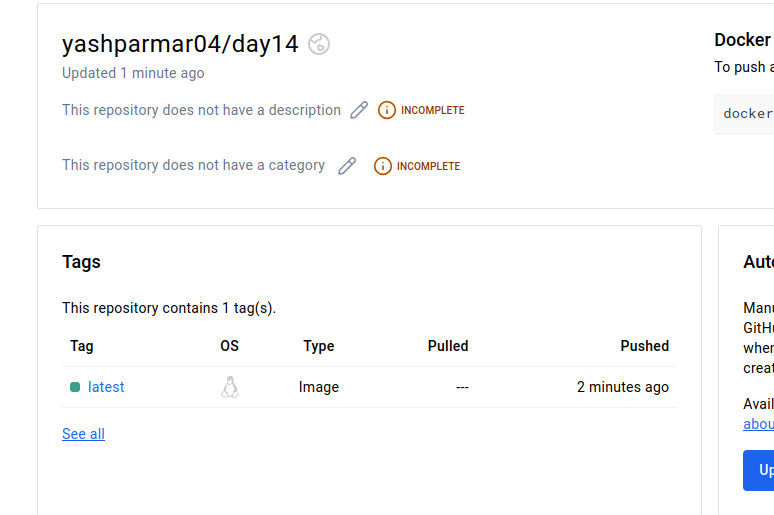 yashparmar04/day14
Updated 1 minute ago
This repository does not have a description INCOMPLETE
This repository does not have a category INCOMPLETE
Docker
To push a
docker
Tags
This repository contains 1 tag(s).
Tag OS Type Pulled Pushed
latest Image --- 2 minutes ago
See all
Auto
Manu
GitHu
when
creat
Avail
abou
Up